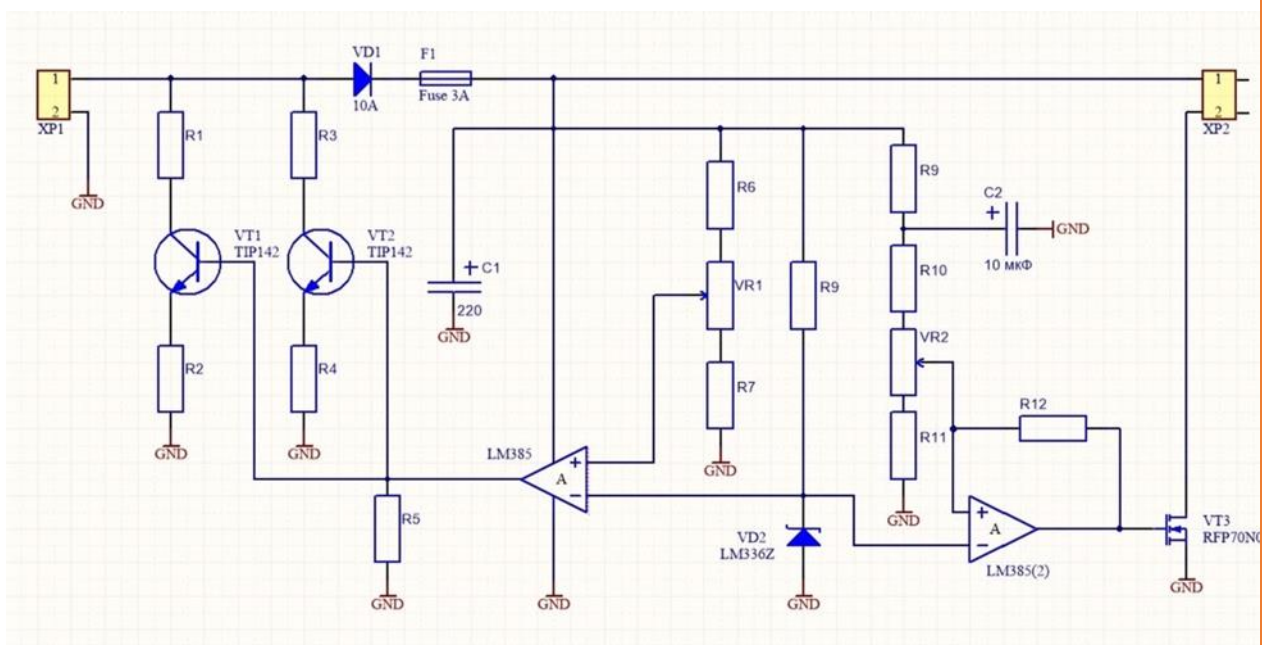 VD1
F1
1
2
XP1
10A
Fuse 3A
1
2
XP2
R1
R3
GND
R9
R6
C2
+
GND
10 мкФ
VT1
TIP142
VT2
TIP142
+
C1
220
GND
VR1
R9
R10
VR2
R2
R4
R7
R12
R11
GND
GND
LM385
+
A
−
GND
GND
R5
VD2
LM336Z
+
A
−
LM385(2)
VT3
GND
GND
GND
GND